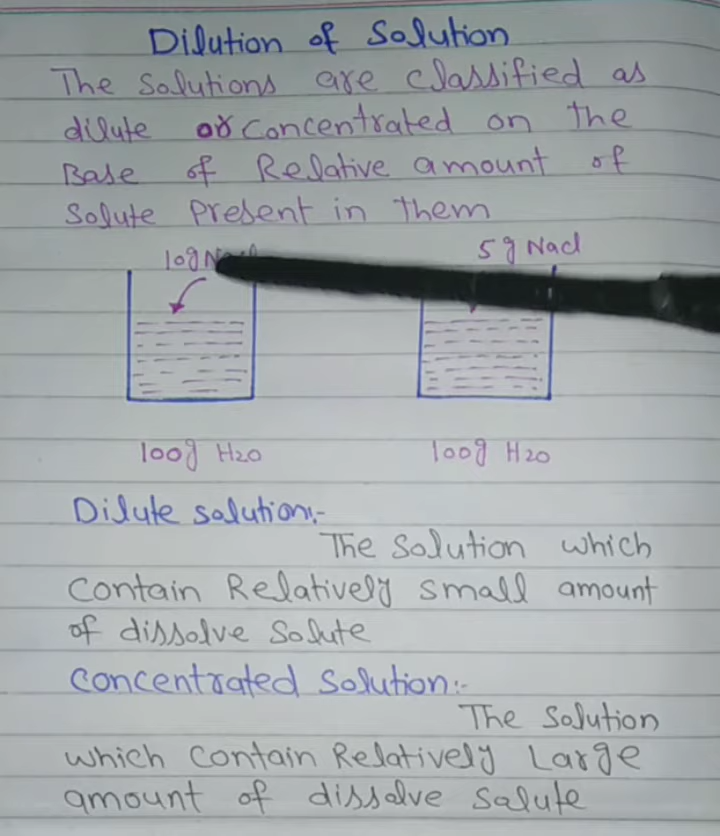 Dilution of Solution
The Solutions are classified as
dilute or Concentrated on the
Base of Relative amount of
Solute Present in them
10g
5g Nacl
100g H2O
100g H2O
Dilute solution:-
The Solution which
Contain Relatively small amount
of dissolve Solute
Concentrated Solution:-
The Solution
which Contain Relatively Large
amount of dissolve Salute